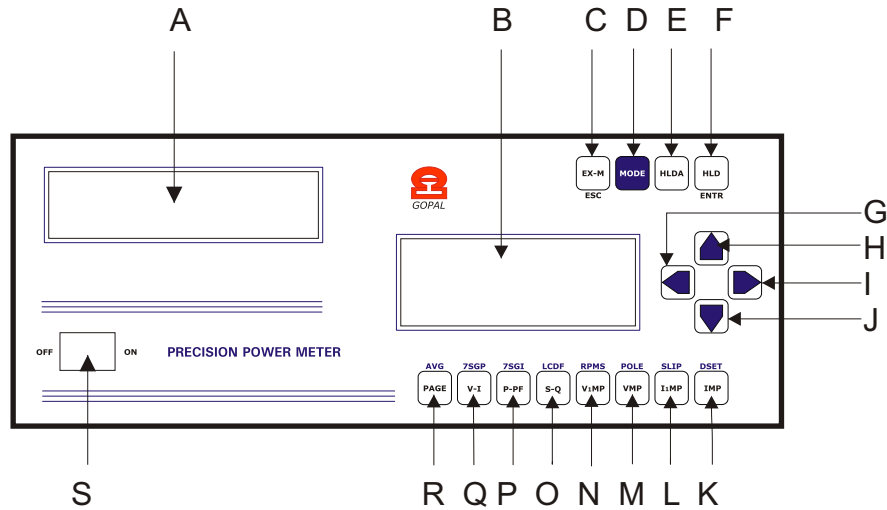 A B C D E F
EX-M MODE HLDA HLD
ESC ENTR
GOPAL
G
H
I
J
OFF ON PRECISION POWER METER
AVG 7SGP 7SGI LCDF RPMS POLE SLIP DSET
PAGE V-I P-PF S-Q V₁MP VMP I₁MP IMP
S R Q P O N M L K